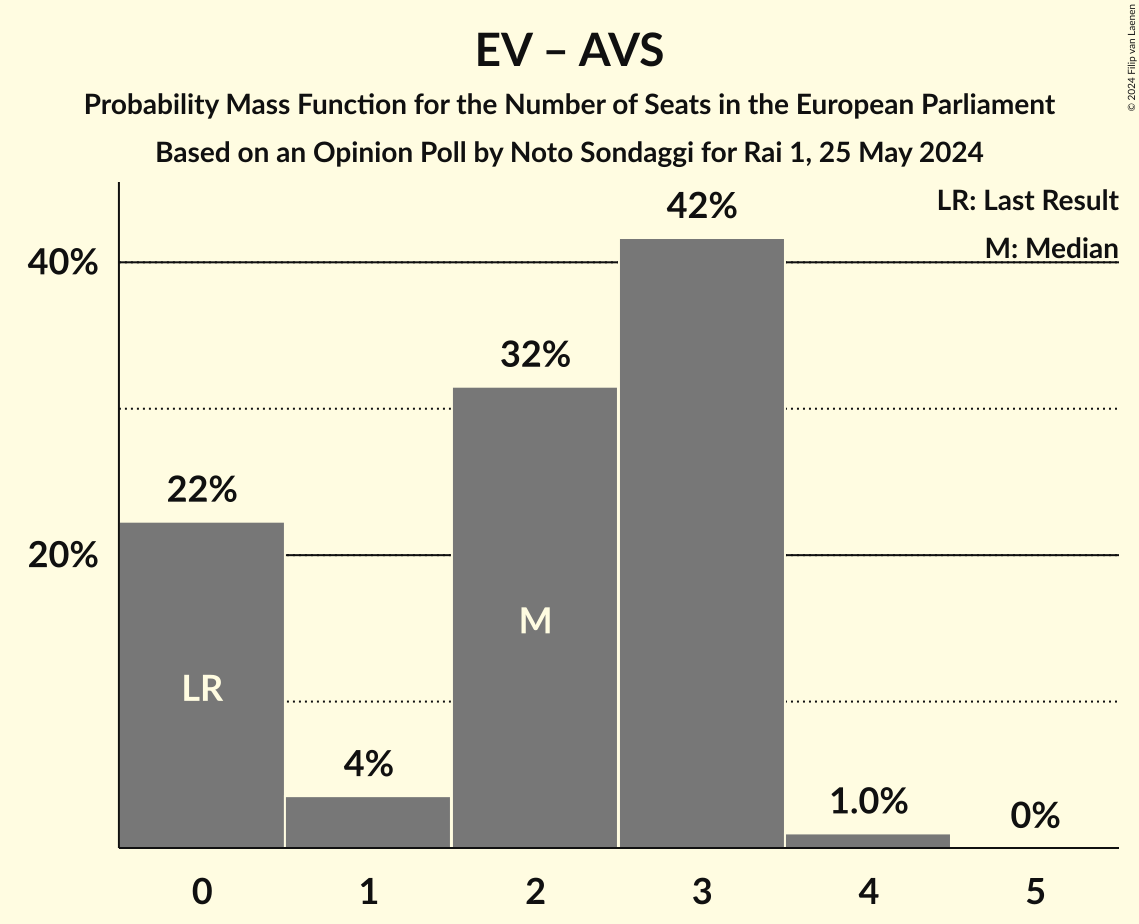 EV – AVS
Probability Mass Function for the Number of Seats in the European Parliament
Based on an Opinion Poll by Noto Sondaggi for Rai 1, 25 May 2024
© 2024 Filip van Laenen
LR: Last Result
M: Median
42%
40%
32%
22%
20%
M
LR
4%
1.0%
0%
0 1 2 3 4 5